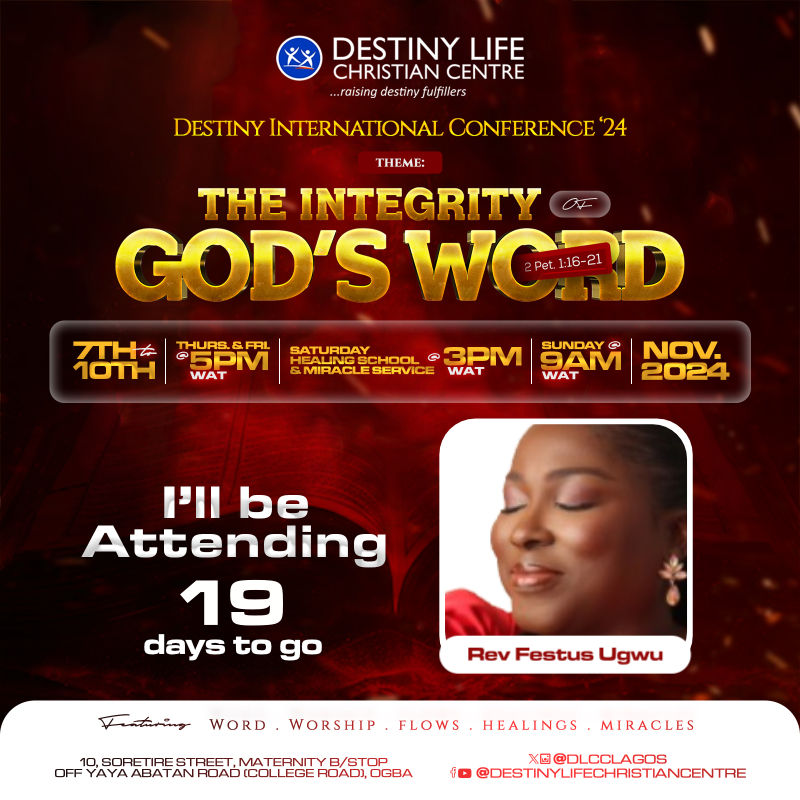 DESTINY LIFE
CHRISTIAN CENTRE
...raising destiny fulfillers
DESTINY INTERNATIONAL CONFERENCE ‘24
THEME:
THE INTEGRITY OF
GOD'S WORD
2 Pet. 1:16-21
7TH to
10TH
THURS. & FRI.
@ 5PM
WAT
SATURDAY
HEALING SCHOOL
& MIRACLE SERVICE
@ 3PM
WAT
SUNDAY @
9AM
WAT
NOV.
2024
I'll be
Attending
19
days to go
Rev Festus Ugwu
Featuring WORD . WORSHIP . FLOWS . HEALINGS . MIRACLES
10, SORETIRE STREET, MATERNITY B/STOP
OFF YAYA ABATAN ROAD (COLLEGE ROAD), OGBA
@DLCCLAGOS
@DESTINYLIFECHRISTIANCENTRE